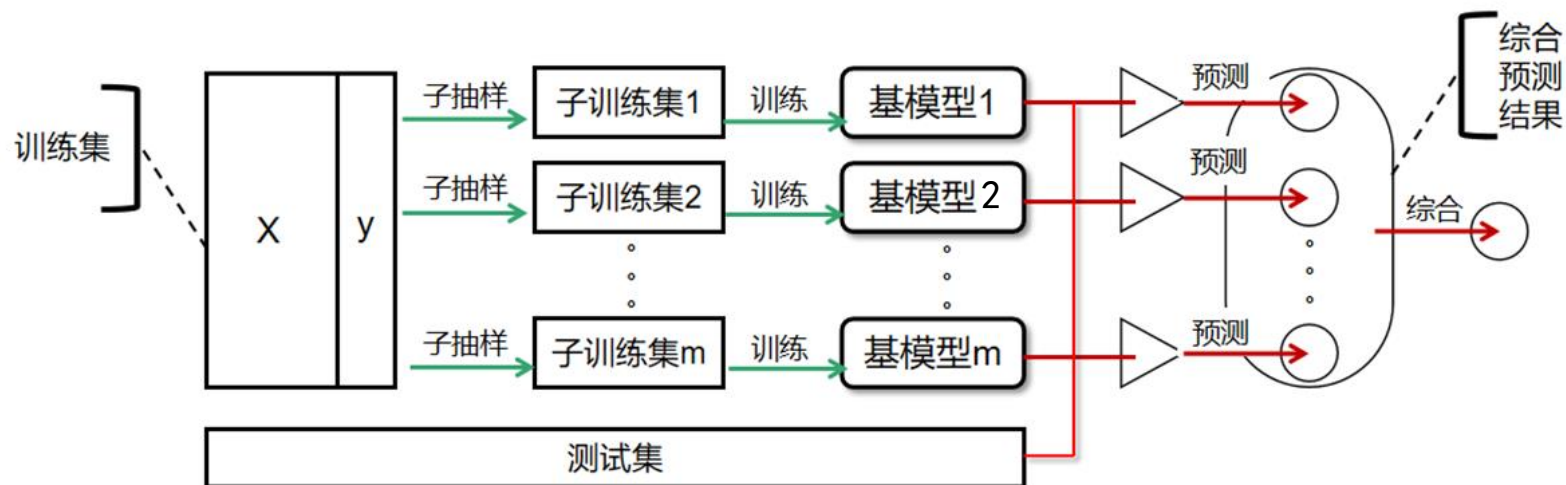 训练集
X
y
子抽样
子训练集1
训练
基模型1
预测
子抽样
子训练集2
训练
基模型2
预测
子抽样
子训练集m
训练
基模型m
预测
测试集
综合
预测
结果
综合